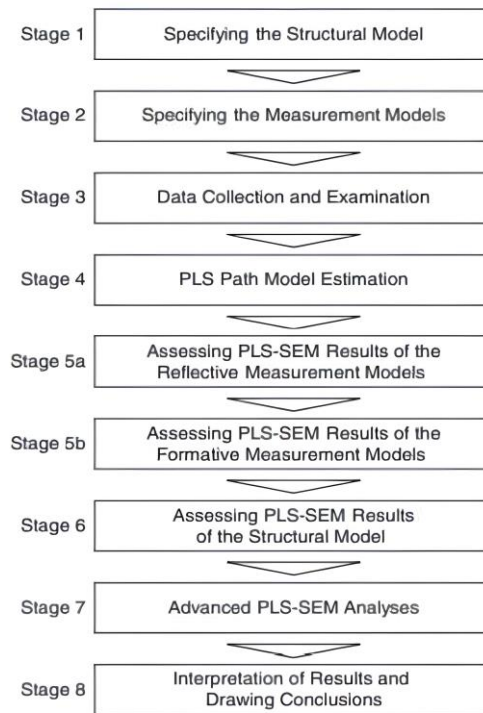 Stage 1
Specifying the Structural Model
Stage 2
Specifying the Measurement Models
Stage 3
Data Collection and Examination
Stage 4
PLS Path Model Estimation
Stage 5a
Assessing PLS-SEM Results of the
Reflective Measurement Models
Stage 5b
Assessing PLS-SEM Results of the
Formative Measurement Models
Stage 6
Assessing PLS-SEM Results
of the Structural Model
Stage 7
Advanced PLS-SEM Analyses
Stage 8
Interpretation of Results and
Drawing Conclusions